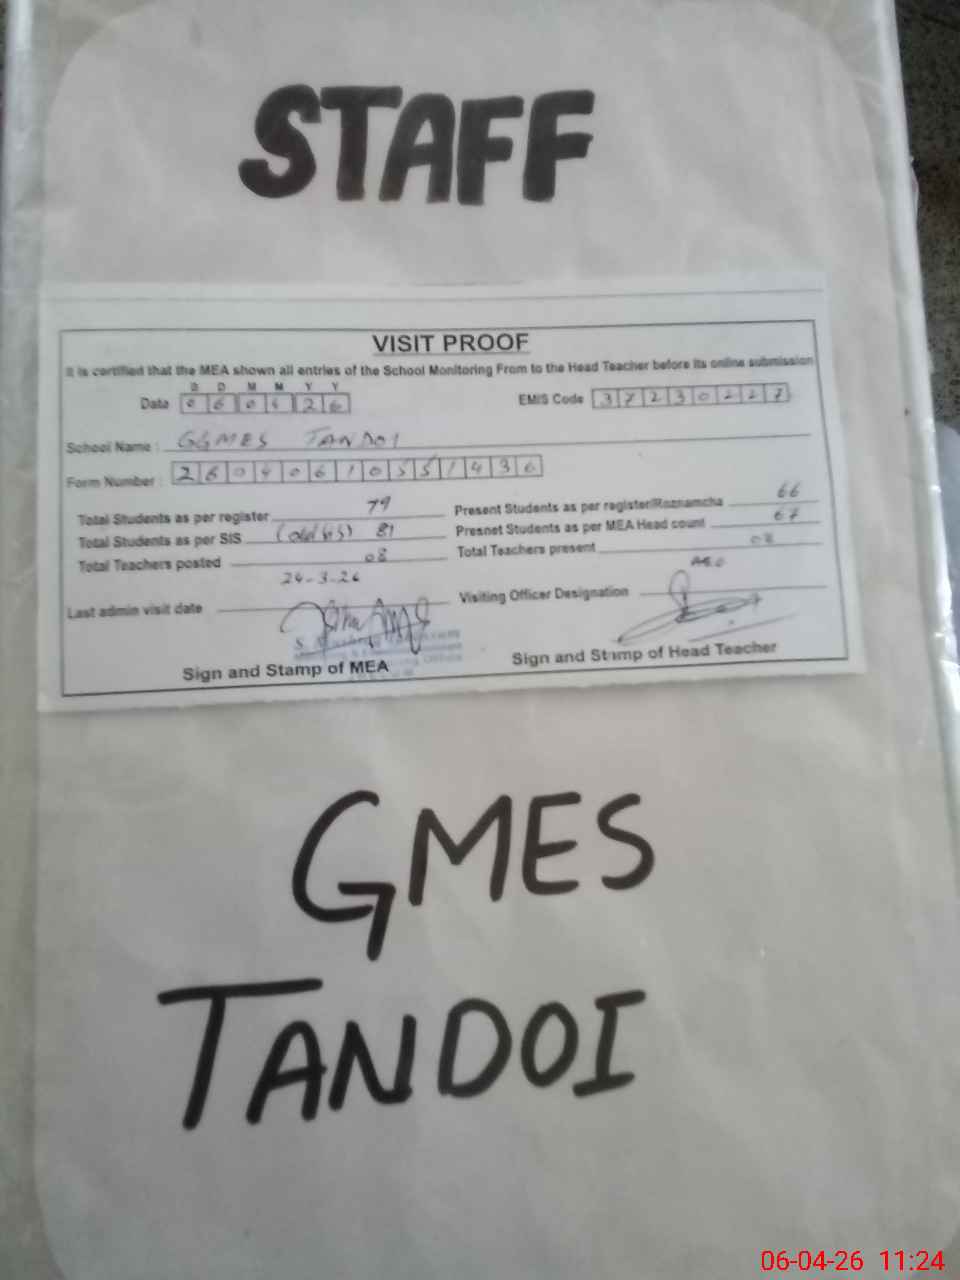 STAFF
VISIT PROOF
It is certified that the MEA shown all entries of the School Monitoring From to the Head Teacher before its online submission
D D M M Y Y
Data 0 6 0 4 2 6 EMIS Code 3 7 2 3 0 2 2 7
School Name : GGMES TANDOI
Form Number : 2 6 0 4 0 6 1 0 5 5 1 4 3 6
Total Students as per register 79 Present Students as per register/Roznamcha 66
Total Students as per SIS (old sis) 81 Presnet Students as per MEA Head count 67
Total Teachers posted 08 Total Teachers present 08
Last admin visit date 24-3-26 Visiting Officer Designation
Sign and Stamp of MEA Sign and Stamp of Head Teacher
GMES
TANDOI
06-04-26 11:24